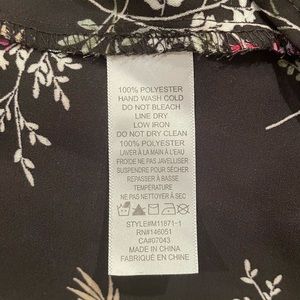 100% POLYESTER
HAND WASH COLD
DO NOT BLEACH
LINE DRY
LOW IRON
DO NOT DRY CLEAN
100% POLYESTER
LAVER À LA MAIN À L'EAU
FROIDE NE PAS JAVELLISER
SUSPENDRE POUR SÉCHER
REPASSER À BASSE
TEMPÉRATURE
NE PAS NETTOYER À SEC
STYLE#M11871-1
RN#146051
CA#07043
MADE IN CHINA
FABRIQUÉ EN CHINE